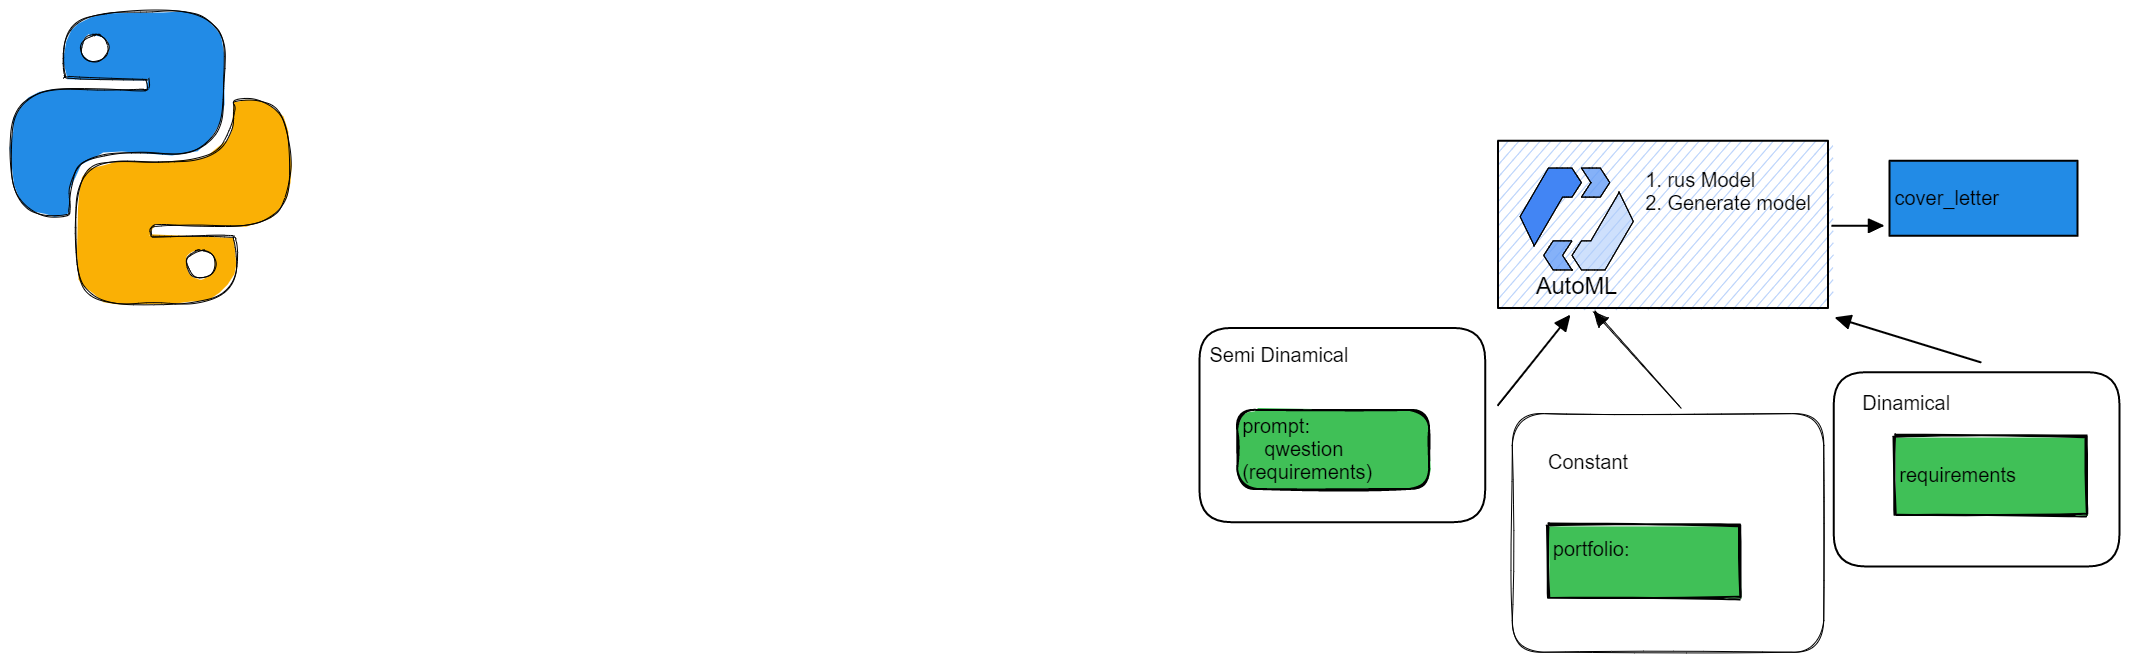 1. rus Model
2. Generate model
AutoML
cover_letter
Semi Dinamical
prompt:
qwestion
(requirements)
Constant
portfolio:
Dinamical
requirements